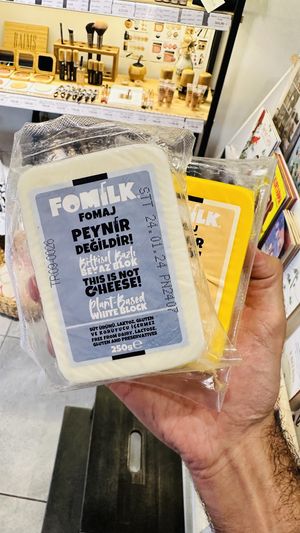 FOMİLK
FOMAJ
PEYNİR
DEĞİLDİR!
Bitkisel Bazlı
BEYAZ BLOK
THIS IS NOT
CHEESE!
Plant-Based
WHITE BLOCK
SÜT ÜRÜNÜ, LAKTOZ, GLUTEN
VE KORUYUCU İÇERMEZ
FREE FROM DAIRY, LACTOSE,
GLUTEN AND PRESERVATIVES
250g e
STT 24.01.24 PN2407